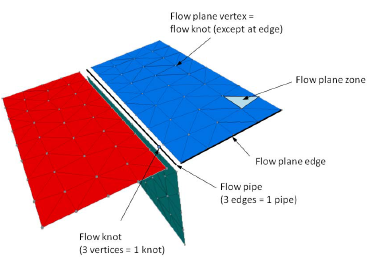 Flow plane vertex =
flow knot (except at edge)
Flow plane zone
Flow plane edge
Flow pipe
(3 edges = 1 pipe)
Flow knot
(3 vertices = 1 knot)